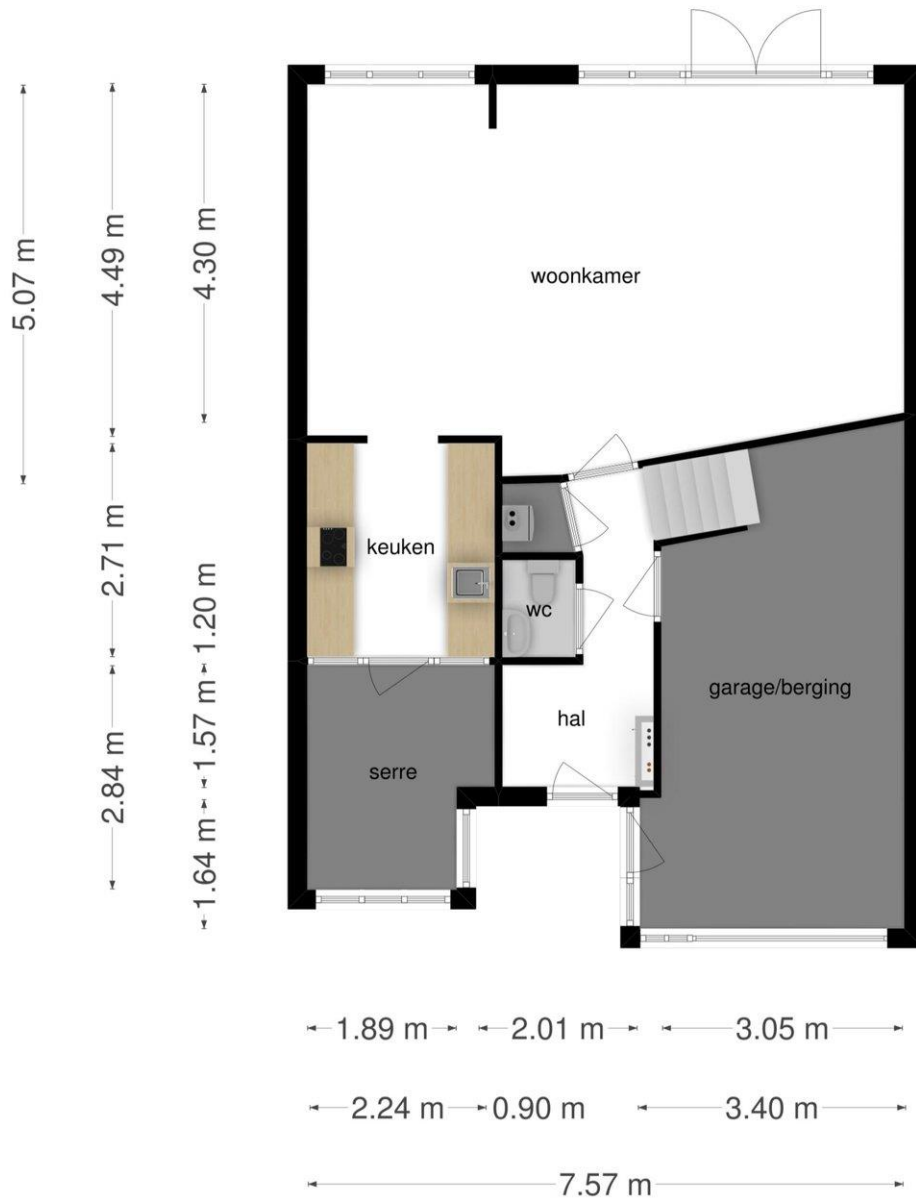 5.07 m
4.49 m
4.30 m
woonkamer
2.71 m
1.20 m
keuken
wc
garage/berging
hal
serre
2.84 m
1.57 m
1.64 m
1.89 m
2.01 m
3.05 m
2.24 m
0.90 m
3.40 m
7.57 m